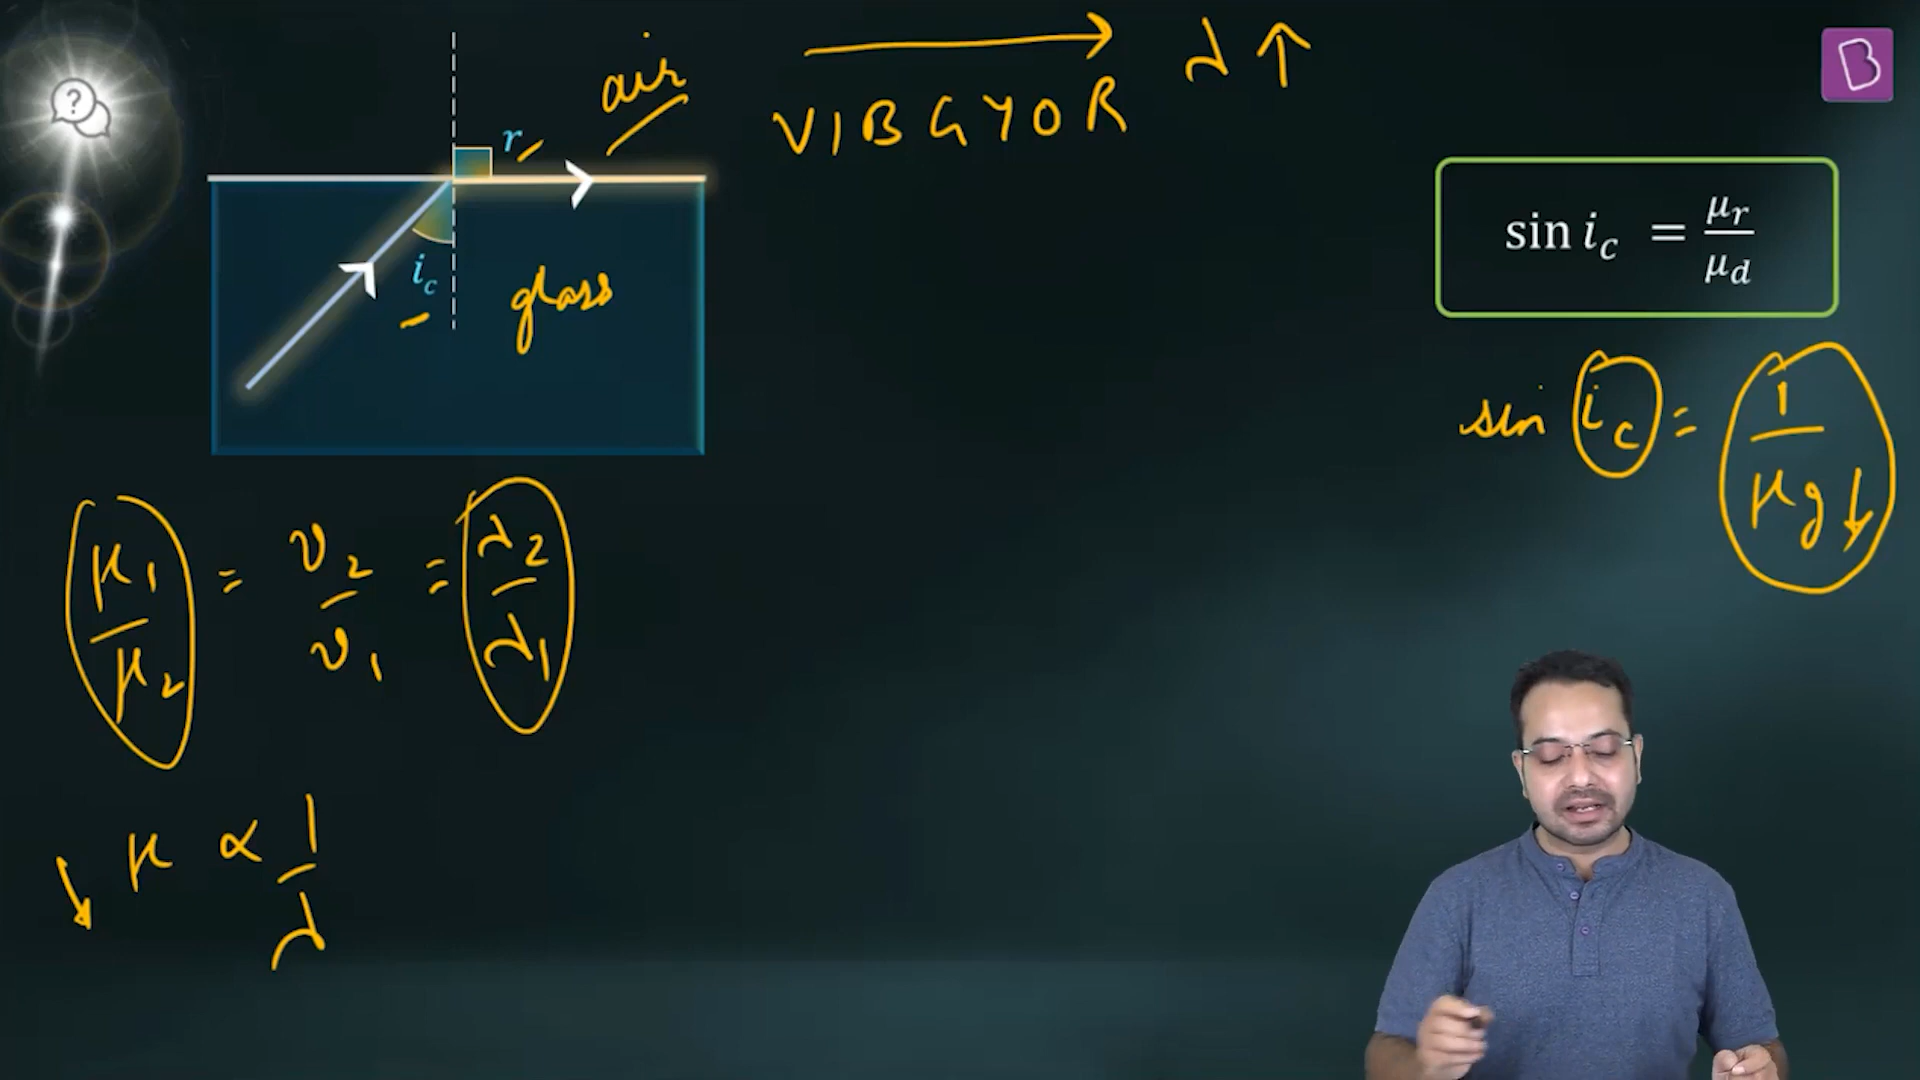 air
λ ↑
VIBGYOR
r
i_c
glass
sin i_c = μ_r / μ_d
sin i_c = 1 / μ_g ↓
μ_1 / μ_2 = v_2 / v_1 = λ_2 / λ_1
↓ μ ∝ 1 / λ
?
B